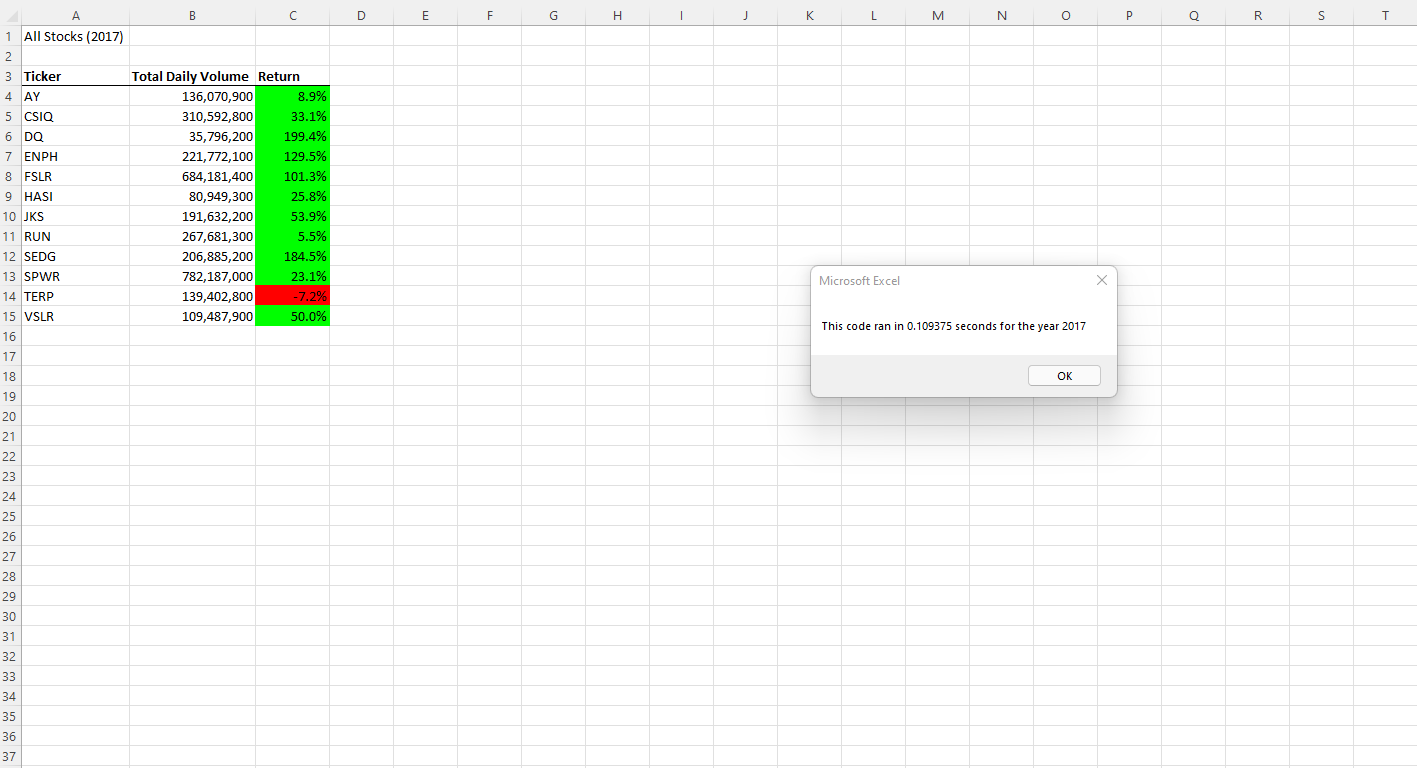 A B C D E F G H I J K L M N O P Q R S T
1 All Stocks (2017)
2
3 Ticker Total Daily Volume Return
4 AY 136,070,900 8.9%
5 CSIQ 310,592,800 33.1%
6 DQ 35,796,200 199.4%
7 ENPH 221,772,100 129.5%
8 FSLR 684,181,400 101.3%
9 HASI 80,949,300 25.8%
10 JKS 191,632,200 53.9%
11 RUN 267,681,300 5.5%
12 SEDG 206,885,200 184.5%
13 SPWR 782,187,000 23.1%
14 TERP 139,402,800 -7.2%
15 VSLR 109,487,900 50.0%
16
17
18
19
20
21
22
23
24
25
26
27
28
29
30
31
32
33
34
35
36
37
Microsoft Excel
This code ran in 0.109375 seconds for the year 2017
OK